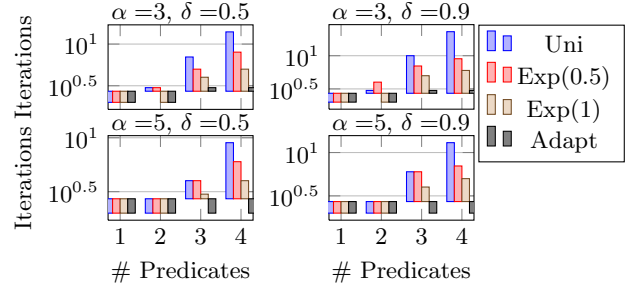 α =3, δ =0.5
α =3, δ =0.9
Iterations
10^1
10^0.5
10^1
10^0.5
Uni
Exp(0.5)
Exp(1)
Adapt
α =5, δ =0.5
α =5, δ =0.9
Iterations
10^1
10^0.5
10^1
10^0.5
1 2 3 4
1 2 3 4
# Predicates
# Predicates